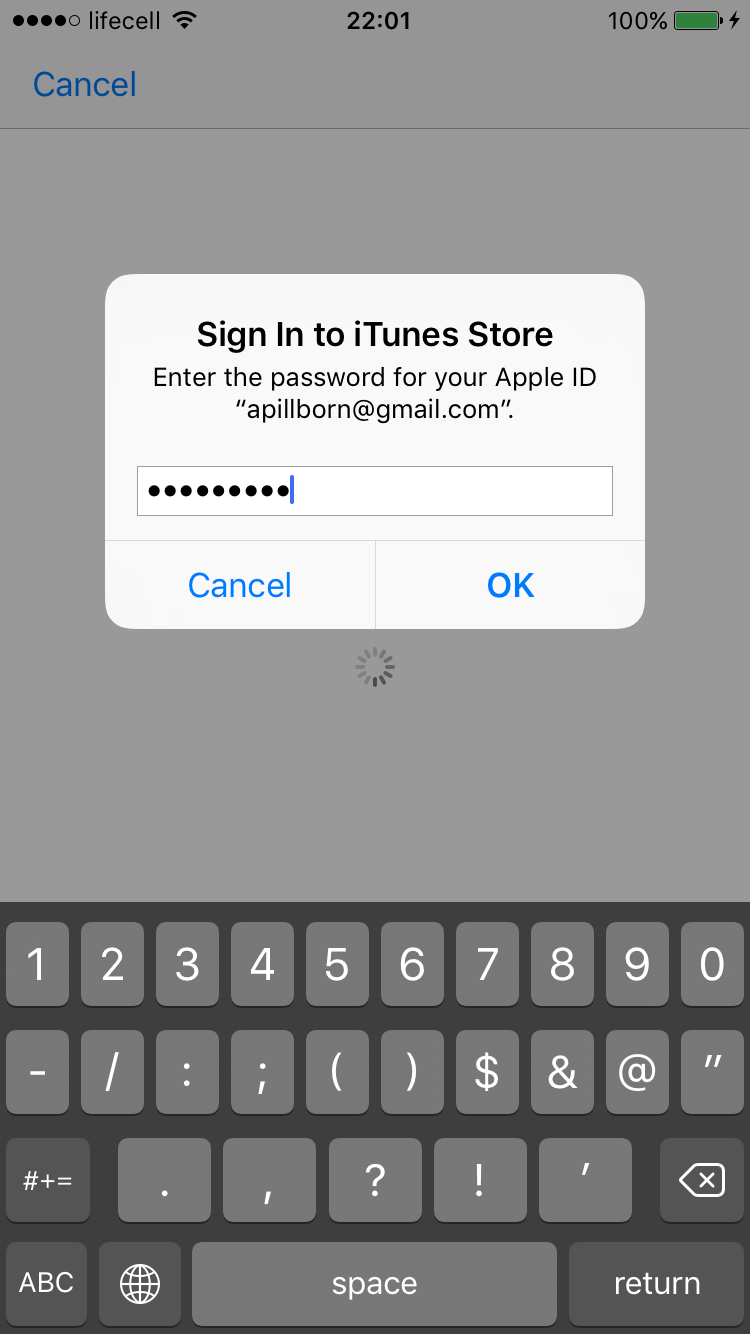 lifecell 22:01 100%
Cancel
Sign In to iTunes Store
Enter the password for your Apple ID
“apillborn@gmail.com”.
•••••••••
Cancel OK
1 2 3 4 5 6 7 8 9 0
- / : ; ( ) $ & @ "
#+= . , ? ! '
ABC space return